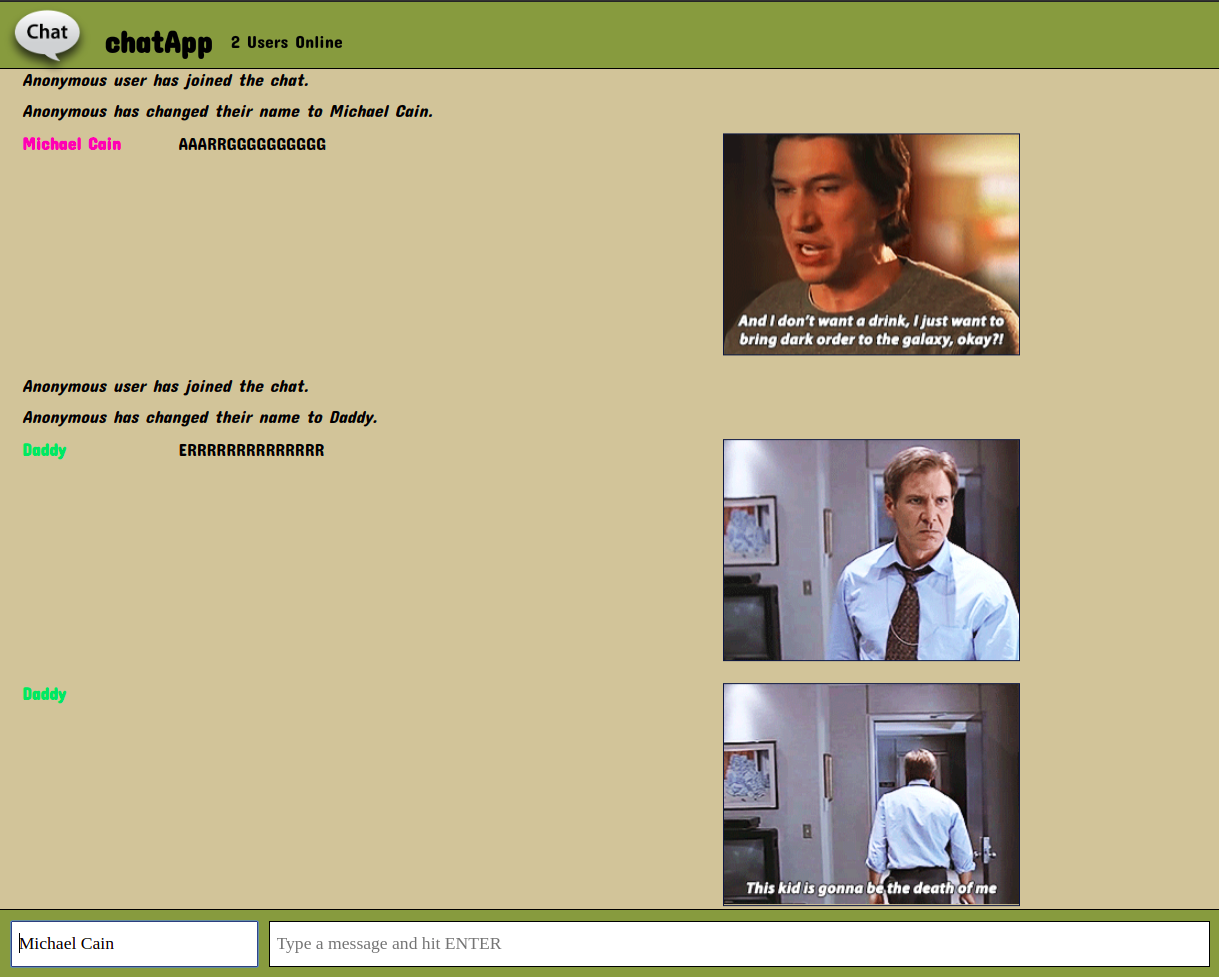 Chat
chatApp 2 Users Online
Anonymous user has joined the chat.
Anonymous has changed their name to Michael Cain.
Michael Cain AAARRGGGGGGGGGG
And I don't want a drink, I just want to
bring dark order to the galaxy, okay?!
Anonymous user has joined the chat.
Anonymous has changed their name to Daddy.
Daddy ERRRRRRRRRRRRRR
Daddy
This kid is gonna be the death of me
Michael Cain Type a message and hit ENTER